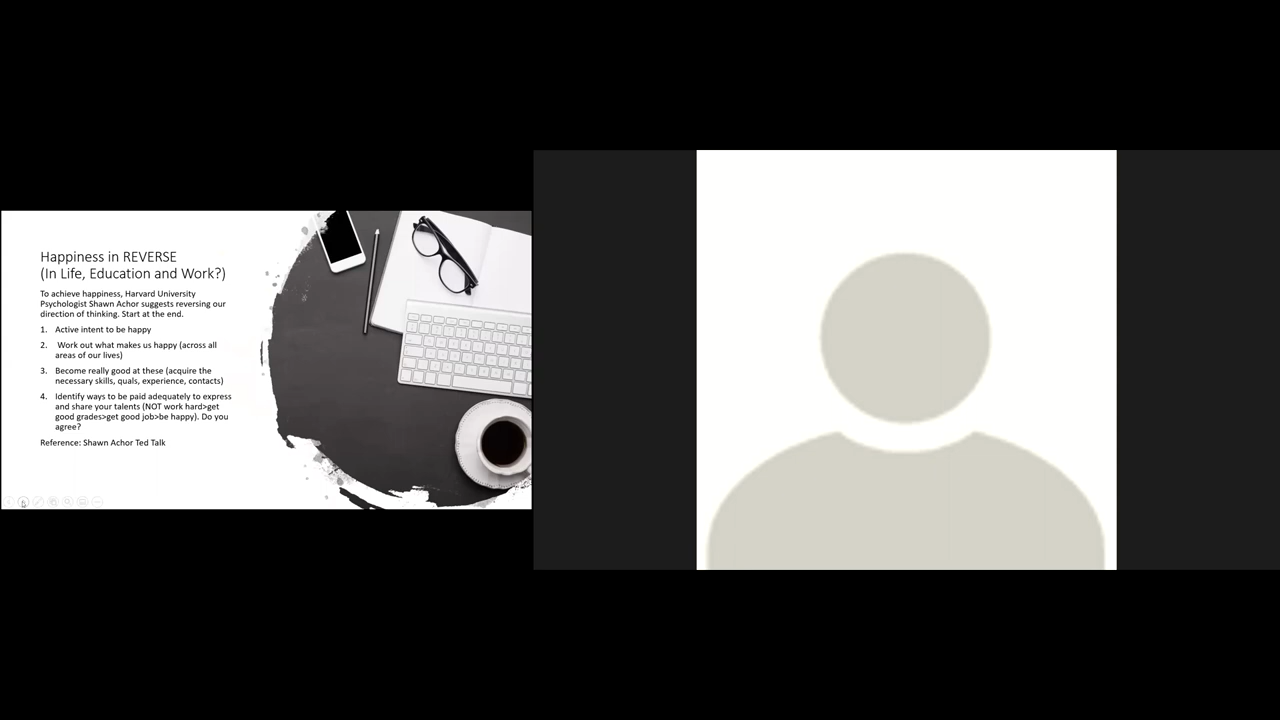 Happiness in REVERSE
(In Life, Education and Work?)
To achieve happiness, Harvard University
Psychologist Shawn Achor suggests reversing our
direction of thinking. Start at the end.
1. Active intent to be happy
2. Work out what makes us happy (across all
areas of our lives)
3. Become really good at these (acquire the
necessary skills, quals, experience, contacts)
4. Identify ways to be paid adequately to express
and share your talents (NOT work hard>get
good grades>get good job>be happy). Do you
agree?
Reference: Shawn Achor Ted Talk